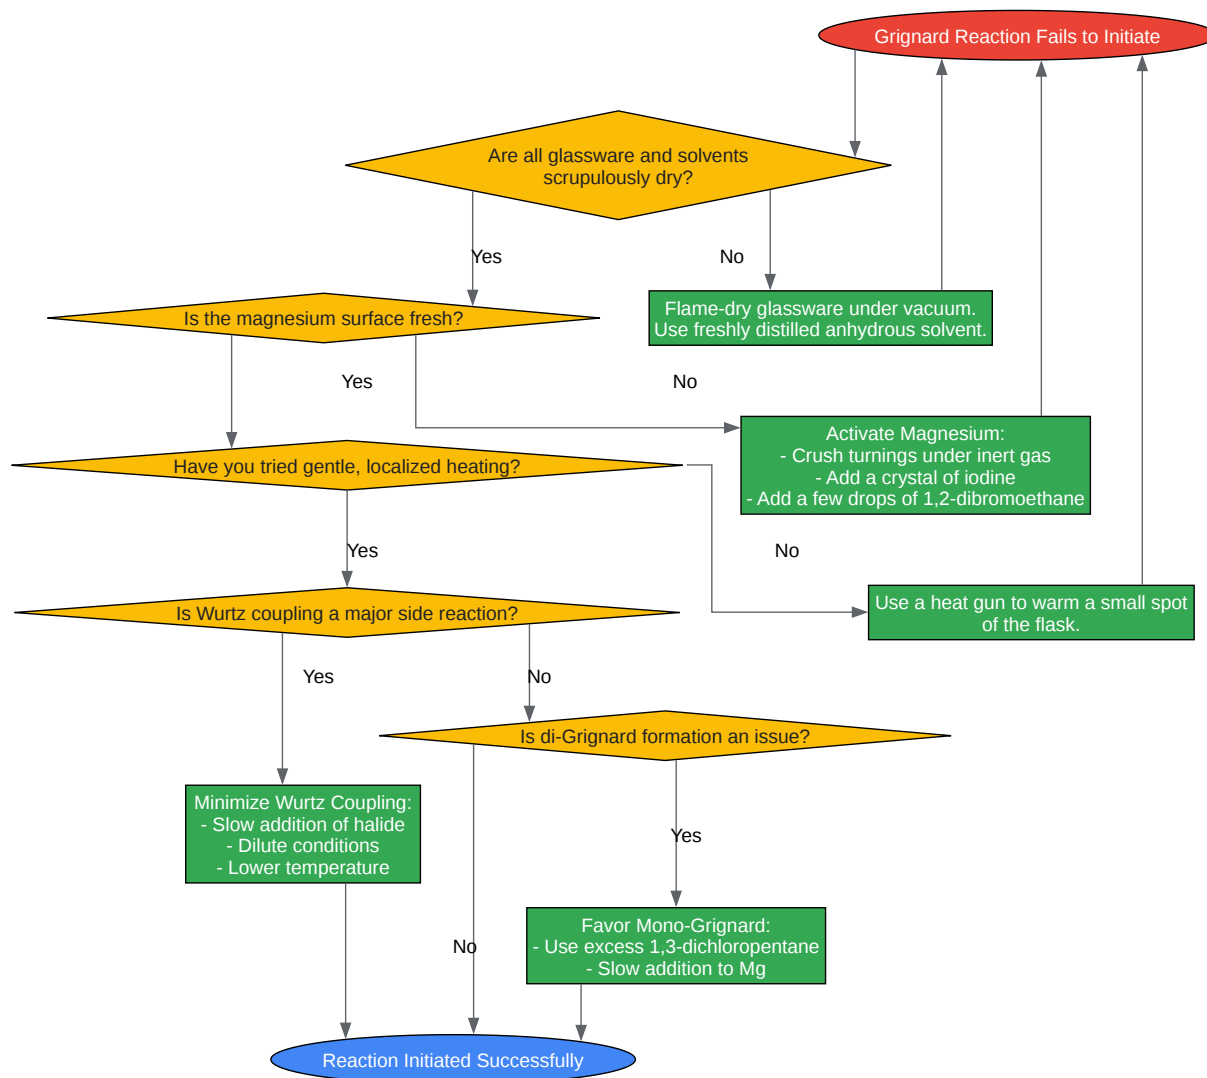 Grignard Reaction Fails to Initiate
Are all glassware and solvents
scrupulously dry?
Yes
No
Flame-dry glassware under vacuum.
Use freshly distilled anhydrous solvent.
Is the magnesium surface fresh?
Yes
No
Activate Magnesium:
- Crush turnings under inert gas
- Add a crystal of iodine
- Add a few drops of 1,2-dibromoethane
Have you tried gentle, localized heating?
Yes
No
Use a heat gun to warm a small spot
of the flask.
Is Wurtz coupling a major side reaction?
Yes
No
Is di-Grignard formation an issue?
Minimize Wurtz Coupling:
- Slow addition of halide
- Dilute conditions
- Lower temperature
Yes
No
Favor Mono-Grignard:
- Use excess 1,3-dichloropentane
- Slow addition to Mg
Reaction Initiated Successfully